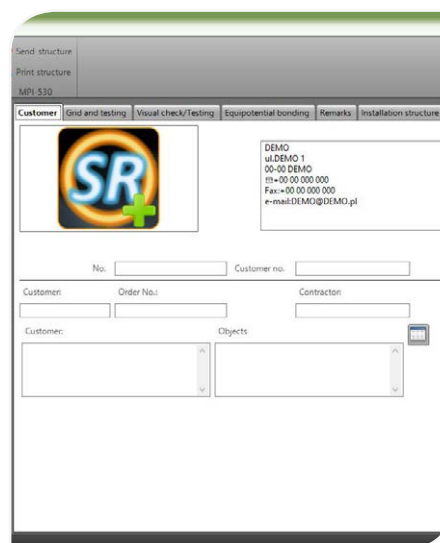 Send structure
Print structure
MPI-530
Customer Grid and testing Visual check/Testing Equipotential bonding Remarks Installation structure
SR
DEMO
ul.DEMO 1
00-00 DEMO
☎+00 00 000 000
Fax:+00 00 000 000
e-mail:DEMO@DEMO.pl
No. Customer no.
Customer: Order No.: Contractor:
Customer: Objects